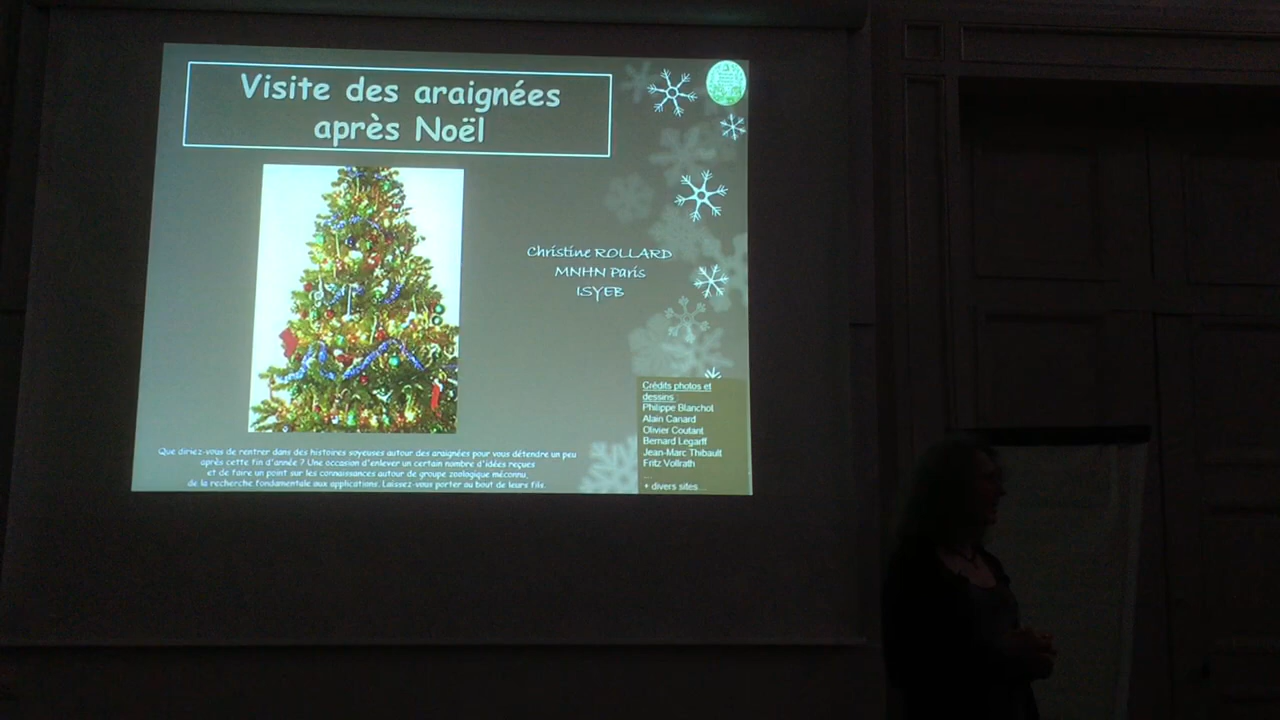 Visite des araignées
après Noël
Christine ROLLARD
MNHN Paris
ISYEB
Crédits photos et
dessins :
Philippe Blanchot
Alain Canard
Olivier Coutant
Bernard Legarff
Jean-Marc Thibault
Fritz Vollrath
...
+ divers sites...
Que diriez-vous de rentrer dans des histoires soyeuses autour des araignées pour vous détendre un peu
après cette fin d'année ? Une occasion d'enlever un certain nombre d'idées reçues
et de faire un point sur les connaissances autour de groupe zoologique méconnu,
de la recherche fondamentale aux applications. Laissez-vous porter au bout de leurs fils.